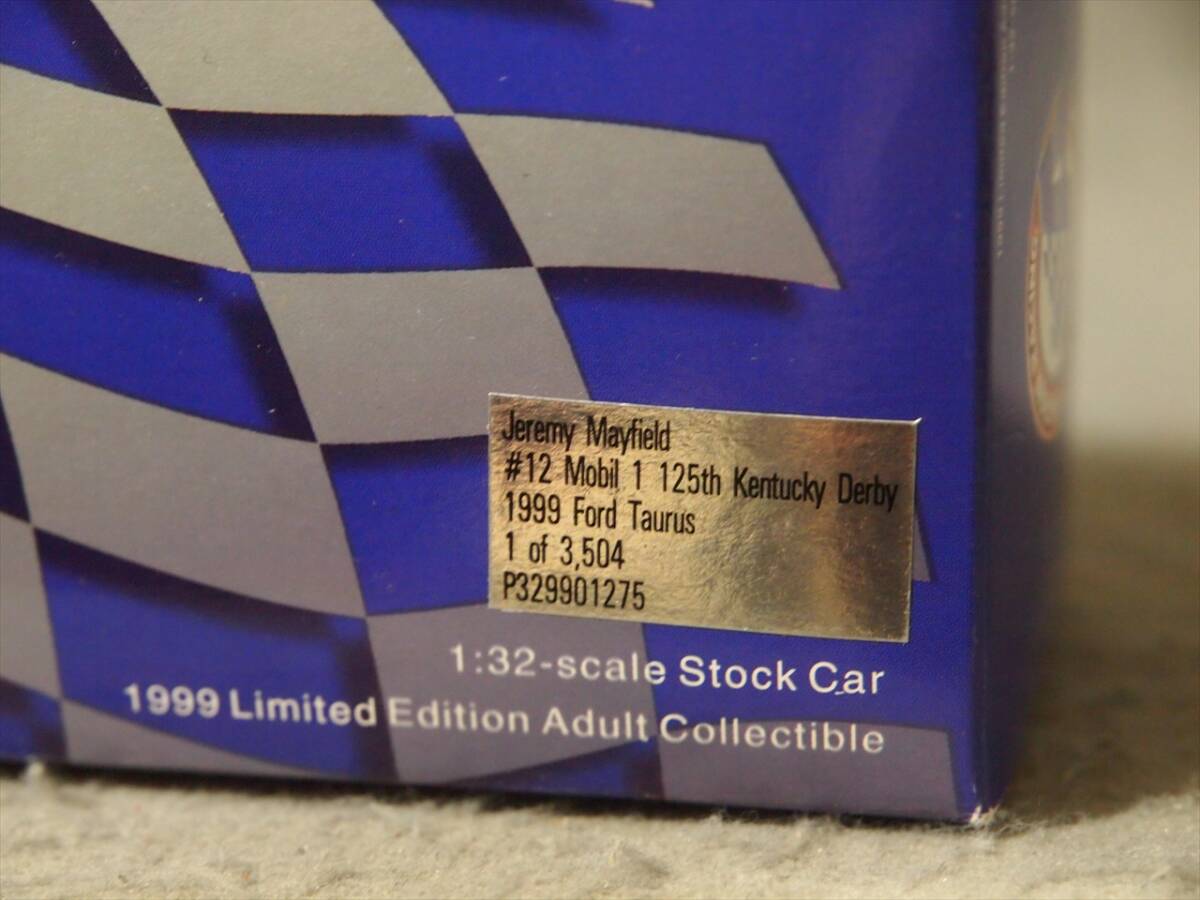 Jeremy Mayfield
#12 Mobil 1 125th Kentucky Derby
1999 Ford Taurus
1 of 3,504
P329901275
1:32-scale Stock Car
1999 Limited Edition Adult Collectible